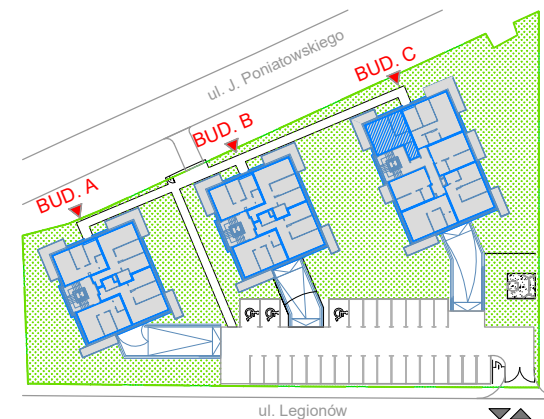 ul. J. Poniatowskiego
BUD. C
BUD. B
BUD. A
ul. Legionów